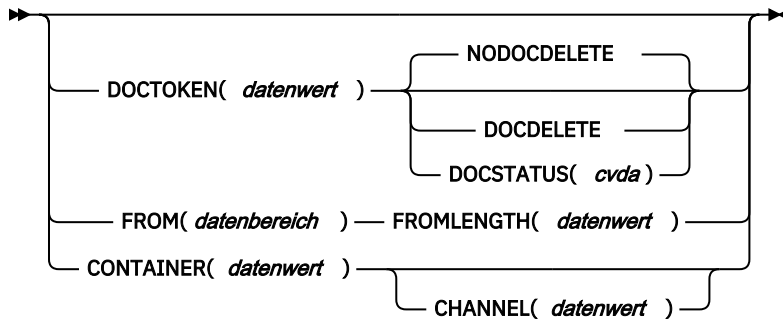 NODOCDELETE
DOCTOKEN( datenwert )
DOCDELETE
DOCSTATUS( cvda )
FROM( datenbereich ) FROMLENGTH( datenwert )
CONTAINER( datenwert )
CHANNEL( datenwert )